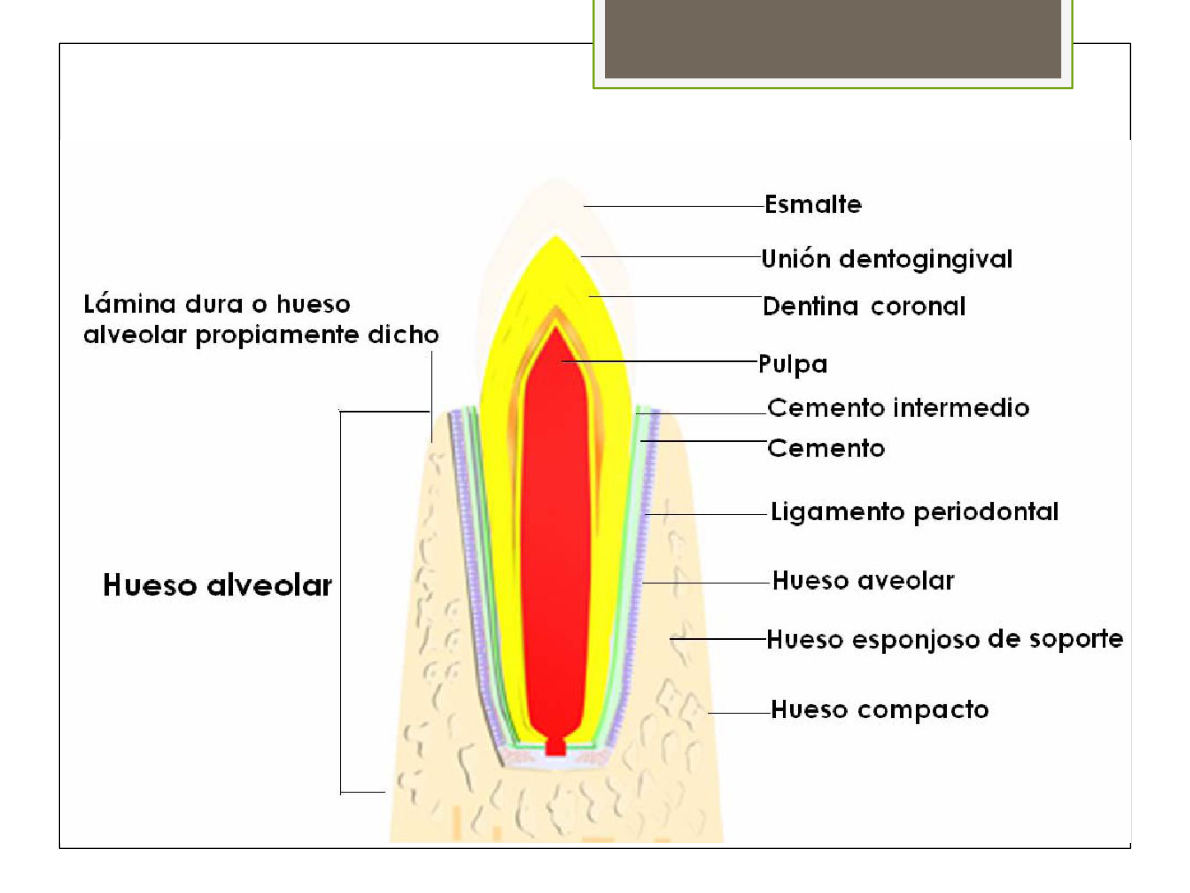 Esmalte
Unión dentogingival
Lámina dura o hueso
alveolar propiamente dicho
Dentina coronal
Pulpa
Cemento intermedio
Cemento
Ligamento periodontal
Hueso alveolar
Hueso aveolar
Hueso esponjoso de soporte
Hueso compacto